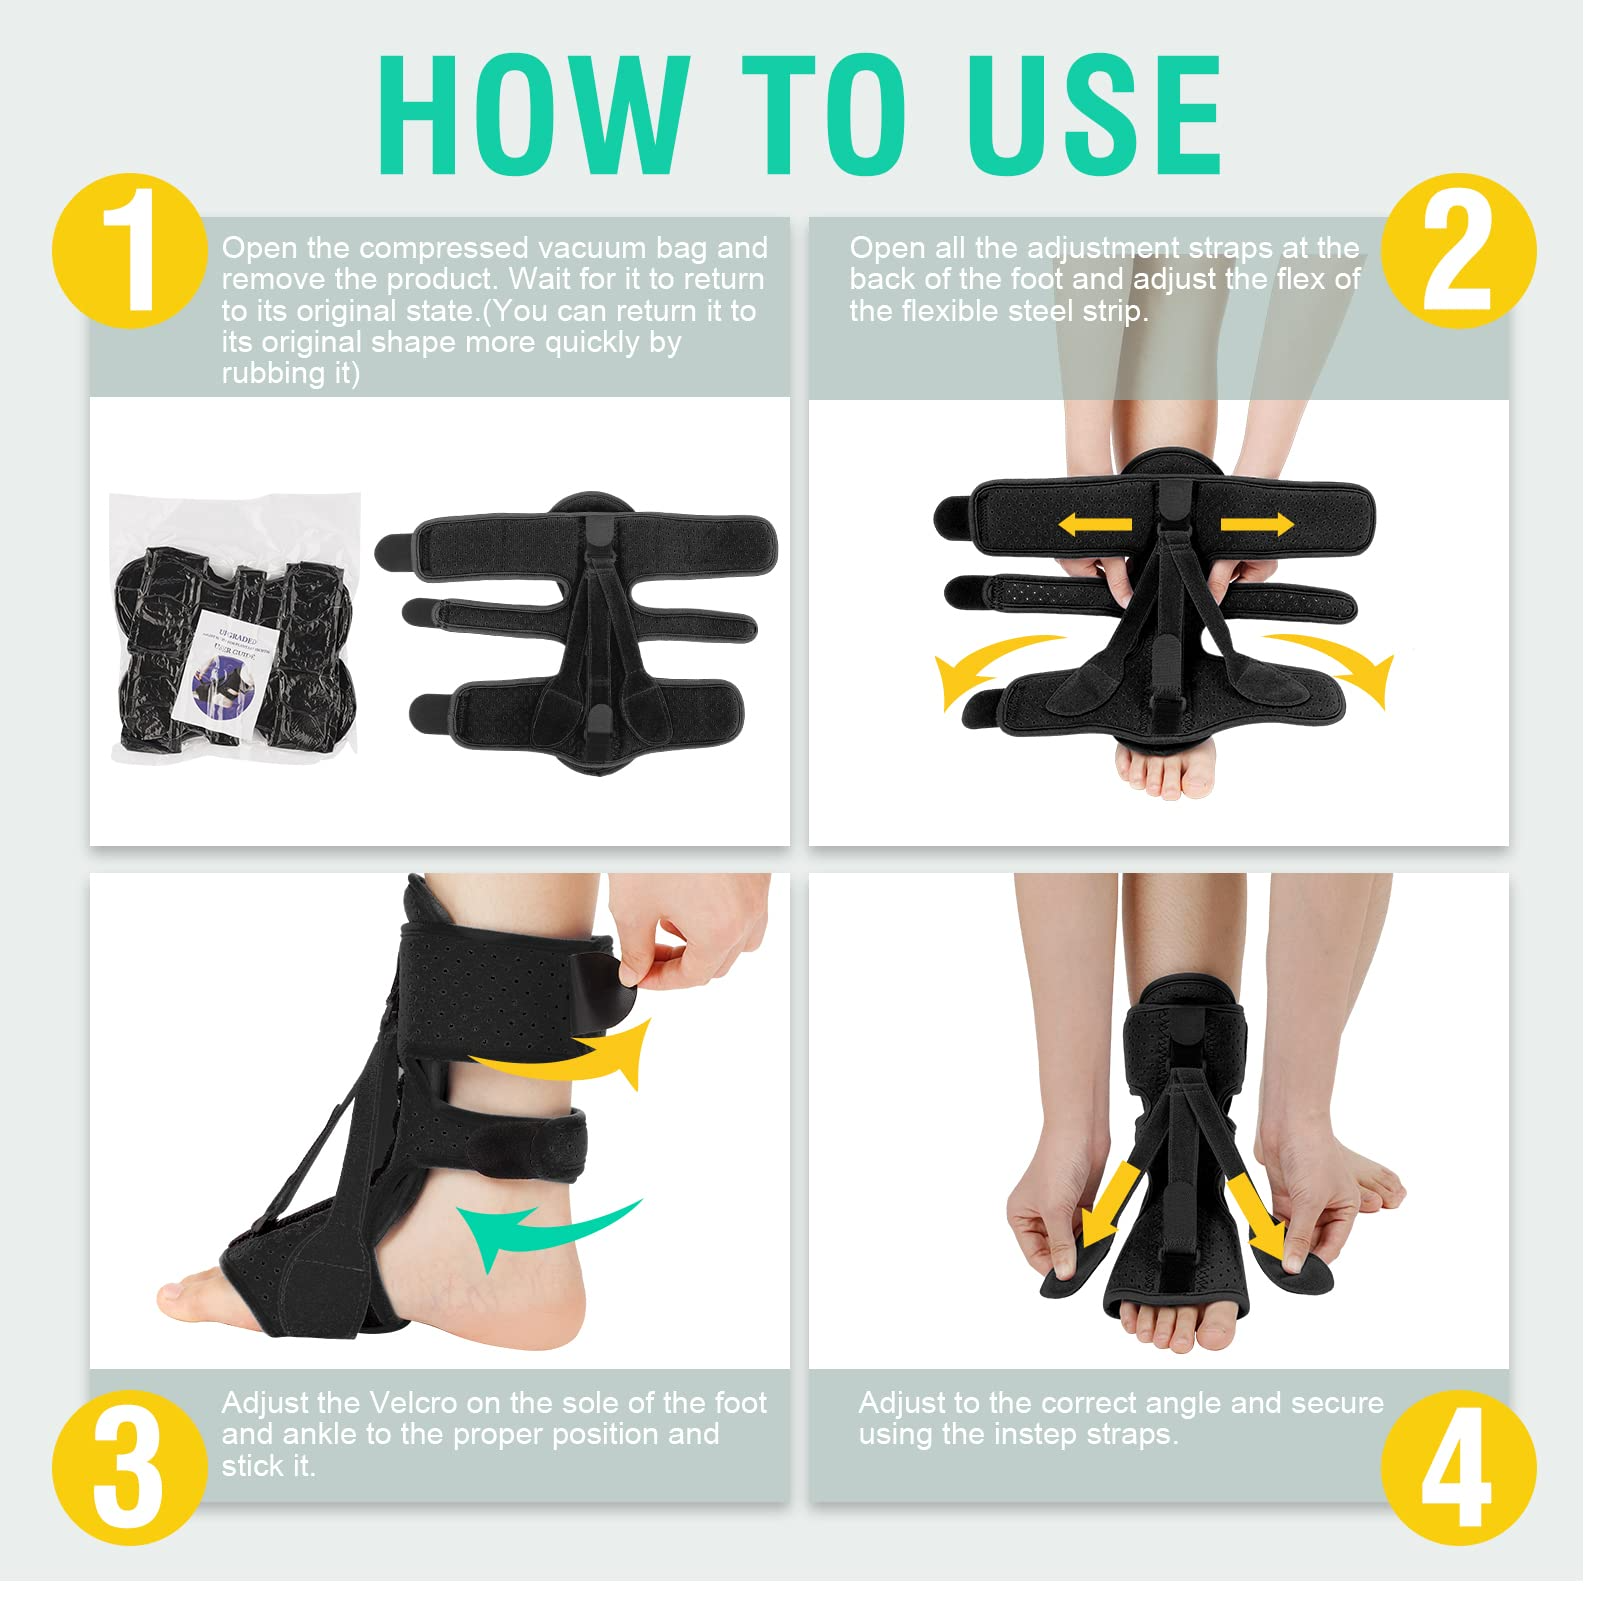 HOW TO USE
1
Open the compressed vacuum bag and
remove the product. Wait for it to return
to its original state.(You can return it to
its original shape more quickly by
rubbing it)
2
Open all the adjustment straps at the
back of the foot and adjust the flex of
the flexible steel strip.
UPGRADED
USER GUIDE
3
Adjust the Velcro on the sole of the foot
and ankle to the proper position and
stick it.
4
Adjust to the correct angle and secure
using the instep straps.